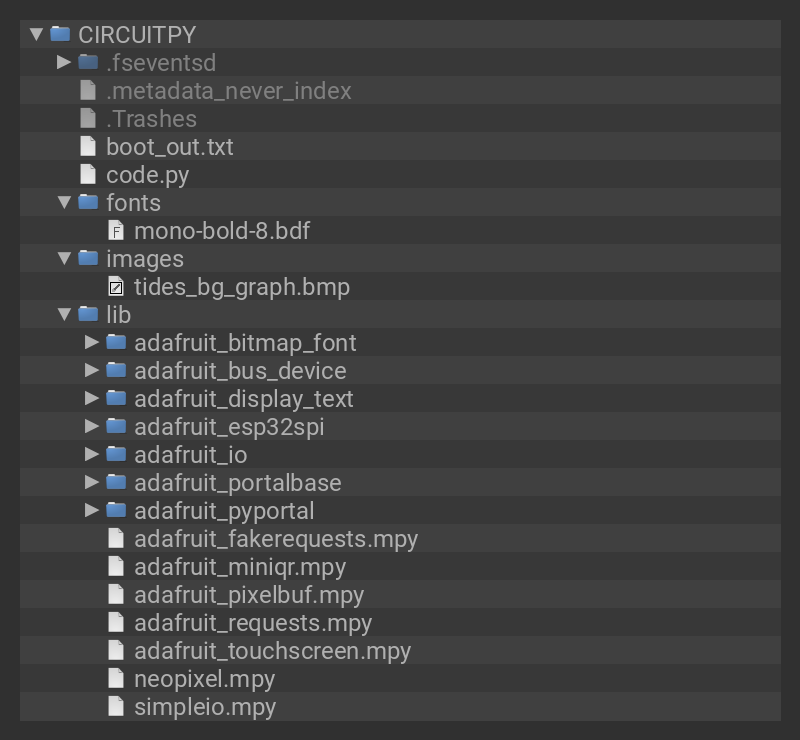 CIRCUITPY
.fseventsd
.metadata_never_index
.Trashes
boot_out.txt
code.py
fonts
mono-bold-8.bdf
images
tides_bg_graph.bmp
lib
adafruit_bitmap_font
adafruit_bus_device
adafruit_display_text
adafruit_esp32spi
adafruit_io
adafruit_portalbase
adafruit_pyportal
adafruit_fakerequests.mpy
adafruit_miniqr.mpy
adafruit_pixelbuf.mpy
adafruit_requests.mpy
adafruit_touchscreen.mpy
neopixel.mpy
simpleio.mpy